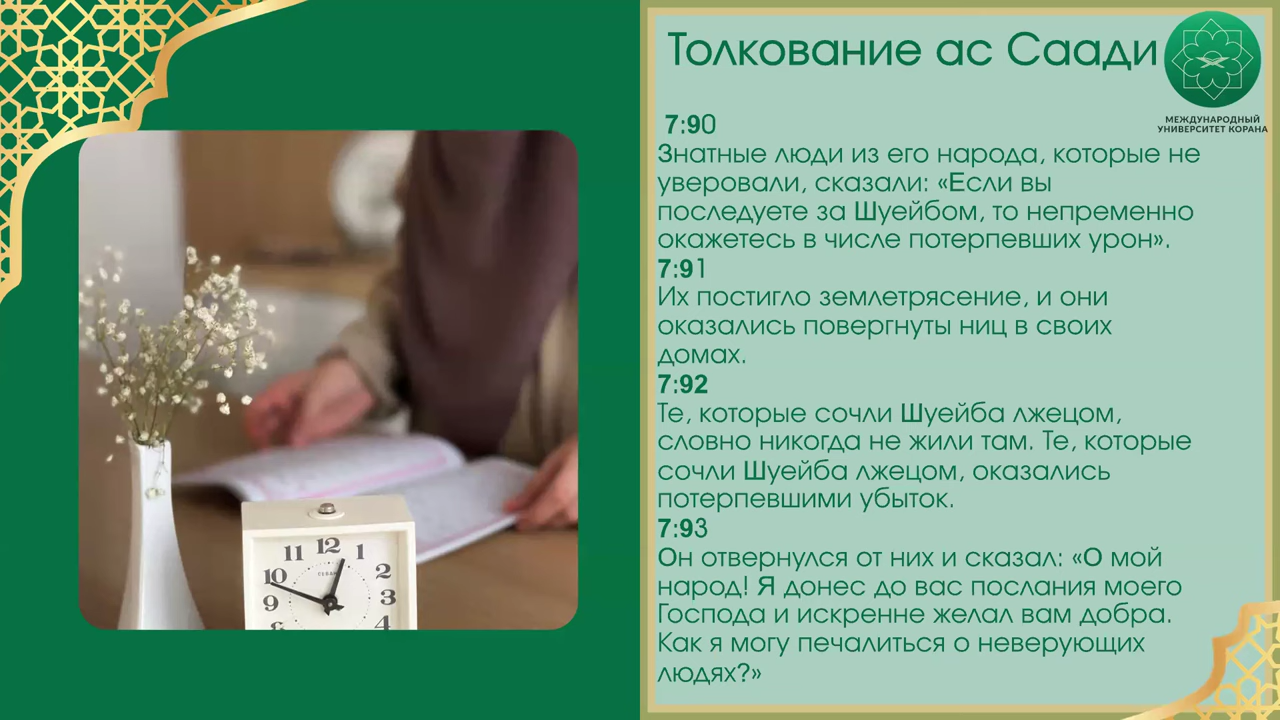 Толкование ас Саади
МЕЖДУНАРОДНЫЙ
УНИВЕРСИТЕТ КОРАНА
7:90
Знатные люди из его народа, которые не
уверовали, сказали: «Если вы
последуете за Шуейбом, то непременно
окажетесь в числе потерпевших урон».
7:91
Их постигло землетрясение, и они
оказались повергнуты ниц в своих
домах.
7:92
Те, которые сочли Шуейба лжецом,
словно никогда не жили там. Те, которые
сочли Шуейба лжецом, оказались
потерпевшими убыток.
7:93
Он отвернулся от них и сказал: «О мой
народ! Я донес до вас послания моего
Господа и искренне желал вам добра.
Как я могу печалиться о неверующих
людях?»
11 12 1
10 2
9 3
8 4